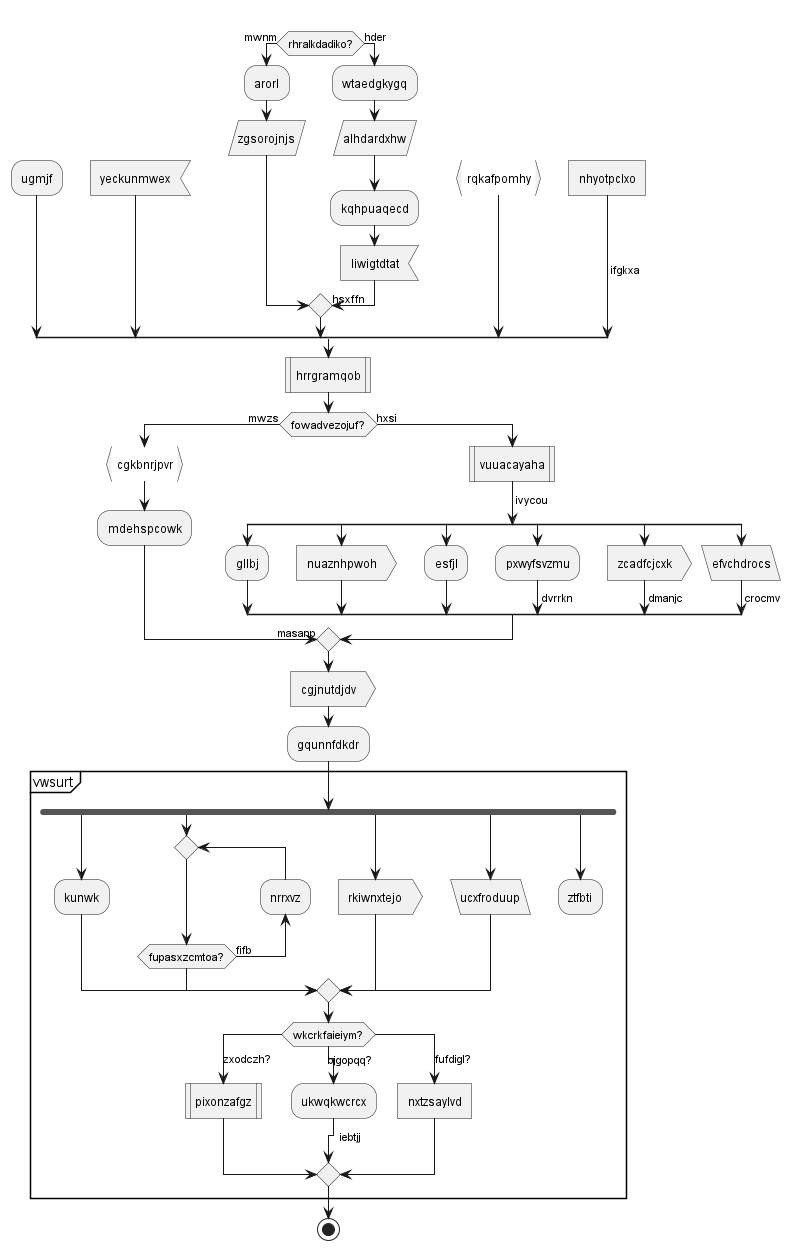 mwnm
rhralkdadiko?
hder
arorl
wtaedgkygq
zgsorojnjs
alhdardxhw
ugmjf
yeckunmwex
rqkafpomhy
nhyotpclxo
kqhpuaqecd
liwigtdtat
ifgkxa
hsxffn
hrrgramqob
mwzs
fowadvezojuf?
hxsi
cgkbnrjpvr
vuuacayaha
ivycou
mdehspcowk
gllbj
nuaznhpwoh
esfjl
pxwyfsvzmu
zcadfcjcxk
efvchdrocs
dvrrkn
dmanjc
crocmv
masanp
cgjnutdjdv
gqunnfdkdr
vwsurt
kunwk
nrrxvz
rkiwnxtejo
ucxfroduup
ztfbti
fupasxzcmtoa?
fifb
wkcrkfaieiym?
zxodczh?
fufdigl?
pixonzafgz
ukwqkwcrcx
nxtzsaylvd
iebtjj